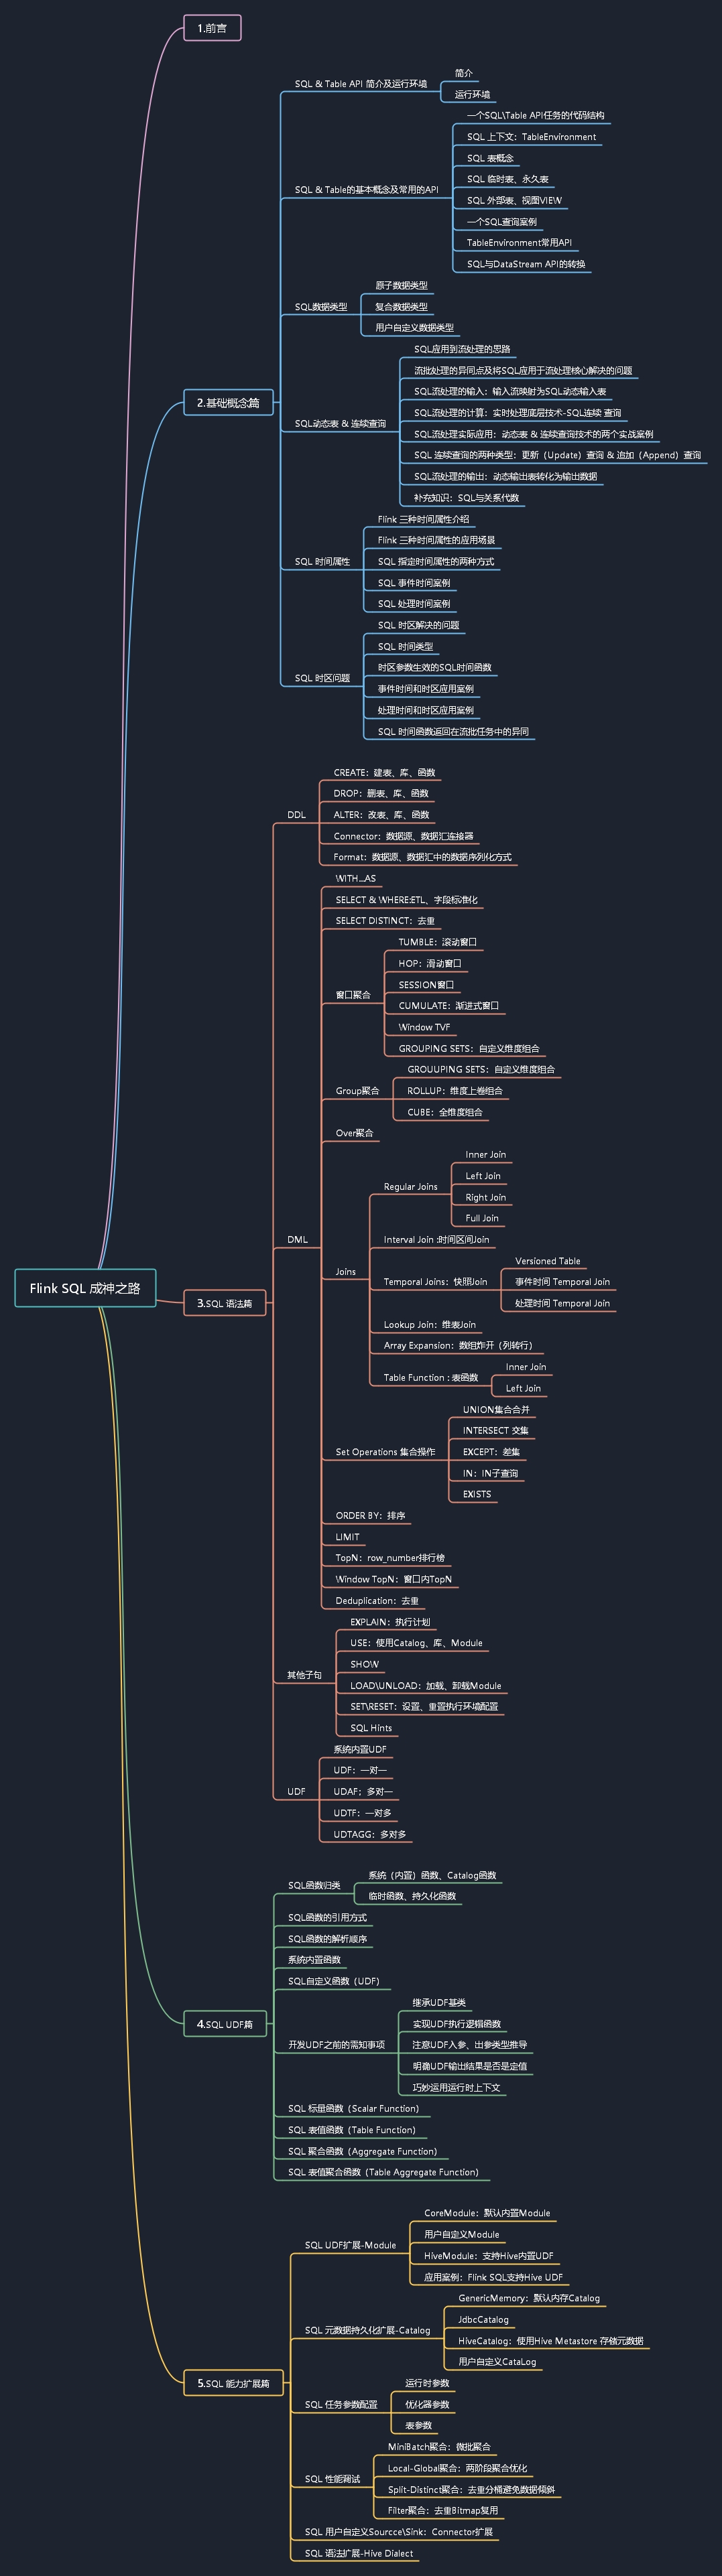 1.前言
SQL & Table API 简介及运行环境
简介
运行环境
SQL & Table的基本概念及常用的API
一个SQL\Table API任务的代码结构
SQL 上下文：TableEnvironment
SQL 表概念
SQL 临时表、永久表
SQL 外部表、视图VIEW
一个SQL查询案例
TableEnvironment常用API
SQL与DataStream API的转换
SQL数据类型
原子数据类型
复合数据类型
用户自定义数据类型
2.基础概念篇
SQL动态表 & 连续查询
SQL应用到流处理的思路
流批处理的异同点及将SQL应用于流处理核心解决的问题
SQL流处理的输入：输入流映射为SQL动态输入表
SQL流处理的计算：实时处理底层技术-SQL连续 查询
SQL流处理实际应用：动态表 & 连续查询技术的两个实战案例
SQL 连续查询的两种类型：更新（Update）查询 & 追加（Append）查询
SQL流处理的输出：动态输出表转化为输出数据
补充知识：SQL与关系代数
SQL 时间属性
Flink 三种时间属性介绍
Flink 三种时间属性的应用场景
SQL 指定时间属性的两种方式
SQL 事件时间案例
SQL 处理时间案例
SQL 时区问题
SQL 时区解决的问题
SQL 时间类型
时区参数生效的SQL时间函数
事件时间和时区应用案例
处理时间和时区应用案例
SQL 时间函数返回在流批任务中的异同
DDL
CREATE：建表、库、函数
DROP：删表、库、函数
ALTER：改表、库、函数
Connector：数据源、数据汇连接器
Format：数据源、数据汇中的数据序列化方式
DML
WITH...AS
SELECT & WHERE:ETL、字段标准化
SELECT DISTINCT：去重
窗口聚合
TUMBLE：滚动窗口
HOP：滑动窗口
SESSION窗口
CUMULATE：渐进式窗口
Window TVF
GROUPING SETS：自定义维度组合
Group聚合
GROUUPING SETS：自定义维度组合
ROLLUP：维度上卷组合
CUBE：全维度组合
Over聚合
Joins
Regular Joins
Inner Join
Left Join
Right Join
Full Join
Interval Join :时间区间Join
Temporal Joins：快照Join
Versioned Table
事件时间 Temporal Join
处理时间 Temporal Join
Lookup Join：维表Join
Array Expansion：数组炸开（列转行）
Table Function : 表函数
Inner Join
Left Join
Flink SQL 成神之路
3.SQL 语法篇
Set Operations 集合操作
UNION集合合并
INTERSECT 交集
EXCEPT：差集
IN：IN子查询
EXISTS
ORDER BY：排序
LIMIT
TopN：row_number排行榜
Window TopN：窗口内TopN
Deduplication：去重
其他子句
EXPLAIN：执行计划
USE：使用Catalog、库、Module
SHOW
LOAD\UNLOAD：加载、卸载Module
SET\RESET：设置、重置执行环境配置
SQL Hints
UDF
系统内置UDF
UDF：一对一
UDAF；多对一
UDTF：一对多
UDTAGG：多对多
SQL函数归类
系统（内置）函数、Catalog函数
临时函数、持久化函数
SQL函数的引用方式
SQL函数的解析顺序
系统内置函数
SQL自定义函数（UDF）
4.SQL UDF篇
开发UDF之前的需知事项
继承UDF基类
实现UDF执行逻辑函数
注意UDF入参、出参类型推导
明确UDF输出结果是否是定值
巧妙运用运行时上下文
SQL 标量函数（Scalar Function）
SQL 表值函数（Table Function）
SQL 聚合函数（Aggregate Function）
SQL 表值聚合函数（Table Aggregate Function）
SQL UDF扩展-Module
CoreModule：默认内置Module
用户自定义Module
HiveModule：支持Hive内置UDF
应用案例：Flink SQL支持Hive UDF
SQL 元数据持久化扩展-Catalog
GenericMemory：默认内存Catalog
JdbcCatalog
HiveCatalog：使用Hive Metastore 存储元数据
用户自定义CataLog
5.SQL 能力扩展篇
SQL 任务参数配置
运行时参数
优化器参数
表参数
SQL 性能调试
MiniBatch聚合：微批聚合
Local-Global聚合：两阶段聚合优化
Split-Distinct聚合：去重分桶避免数据倾斜
Filter聚合：去重Bitmap复用
SQL 用户自定义Sourcce\Sink：Connector扩展
SQL 语法扩展-Hive Dialect